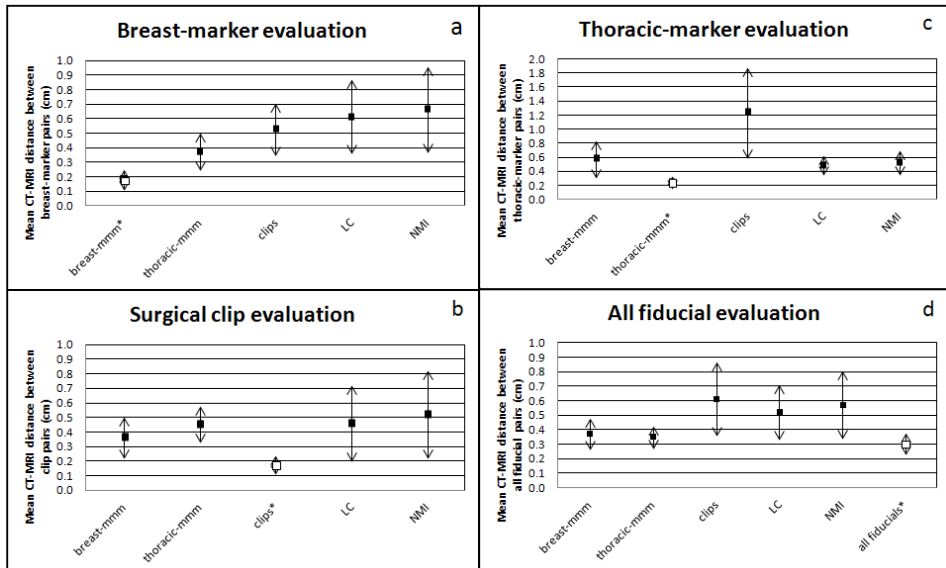 Breast-marker evaluation
a
Mean CT-MRI distance between
breast-marker pairs (cm)
1.0
0.9
0.8
0.7
0.6
0.5
0.4
0.3
0.2
0.1
0.0
breast-mmm*
thoracic-mmm
clips
LC
NMI
Thoracic-marker evaluation
c
Mean CT-MRI distance between
thoracic-marker pairs (cm)
2.0
1.8
1.6
1.4
1.2
1.0
0.8
0.6
0.4
0.2
0.0
breast-mmm
thoracic-mmm*
clips
LC
NMI
Surgical clip evaluation
b
Mean CT-MRI distance between
clip pairs (cm)
1.0
0.9
0.8
0.7
0.6
0.5
0.4
0.3
0.2
0.1
0.0
breast-mmm
thoracic-mmm
clips*
LC
NMI
All fiducial evaluation
d
Mean CT-MRI distance between
all fiducial pairs (cm)
1.0
0.9
0.8
0.7
0.6
0.5
0.4
0.3
0.2
0.1
0.0
breast-mmm
thoracic-mmm
clips
LC
NMI
all fiducials*